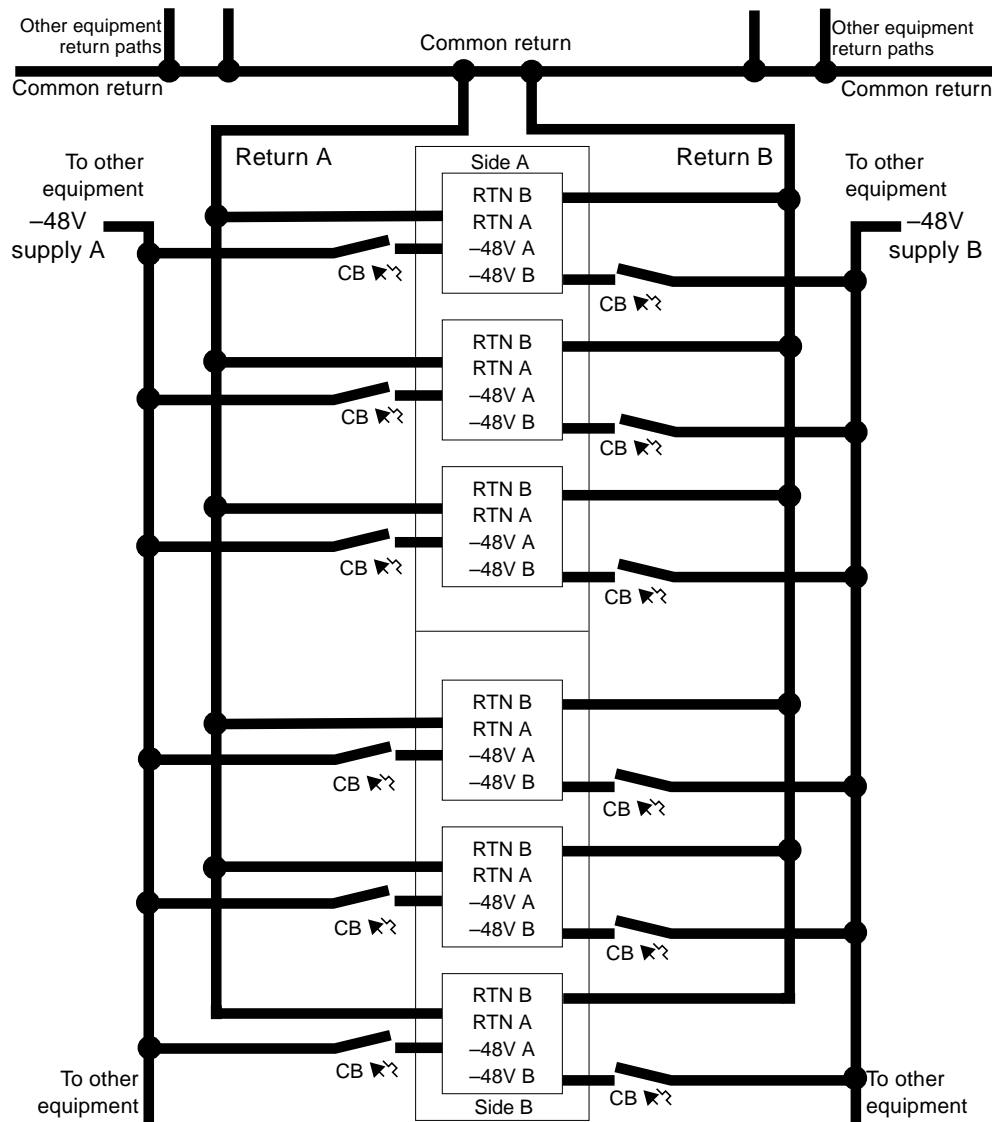 Other equipment
return paths
Common return
Other equipment
return paths
Common return
Common return
To other
equipment
–48V
supply A
Return A
Side A
Return B
To other
equipment
–48V
supply B
RTN B
RTN A
–48V A
–48V B
CB
CB
RTN B
RTN A
–48V A
–48V B
CB
CB
RTN B
RTN A
–48V A
–48V B
CB
CB
RTN B
RTN A
–48V A
–48V B
CB
CB
RTN B
RTN A
–48V A
–48V B
CB
CB
RTN B
RTN A
–48V A
–48V B
CB
CB
To other
equipment
Side B
To other
equipment